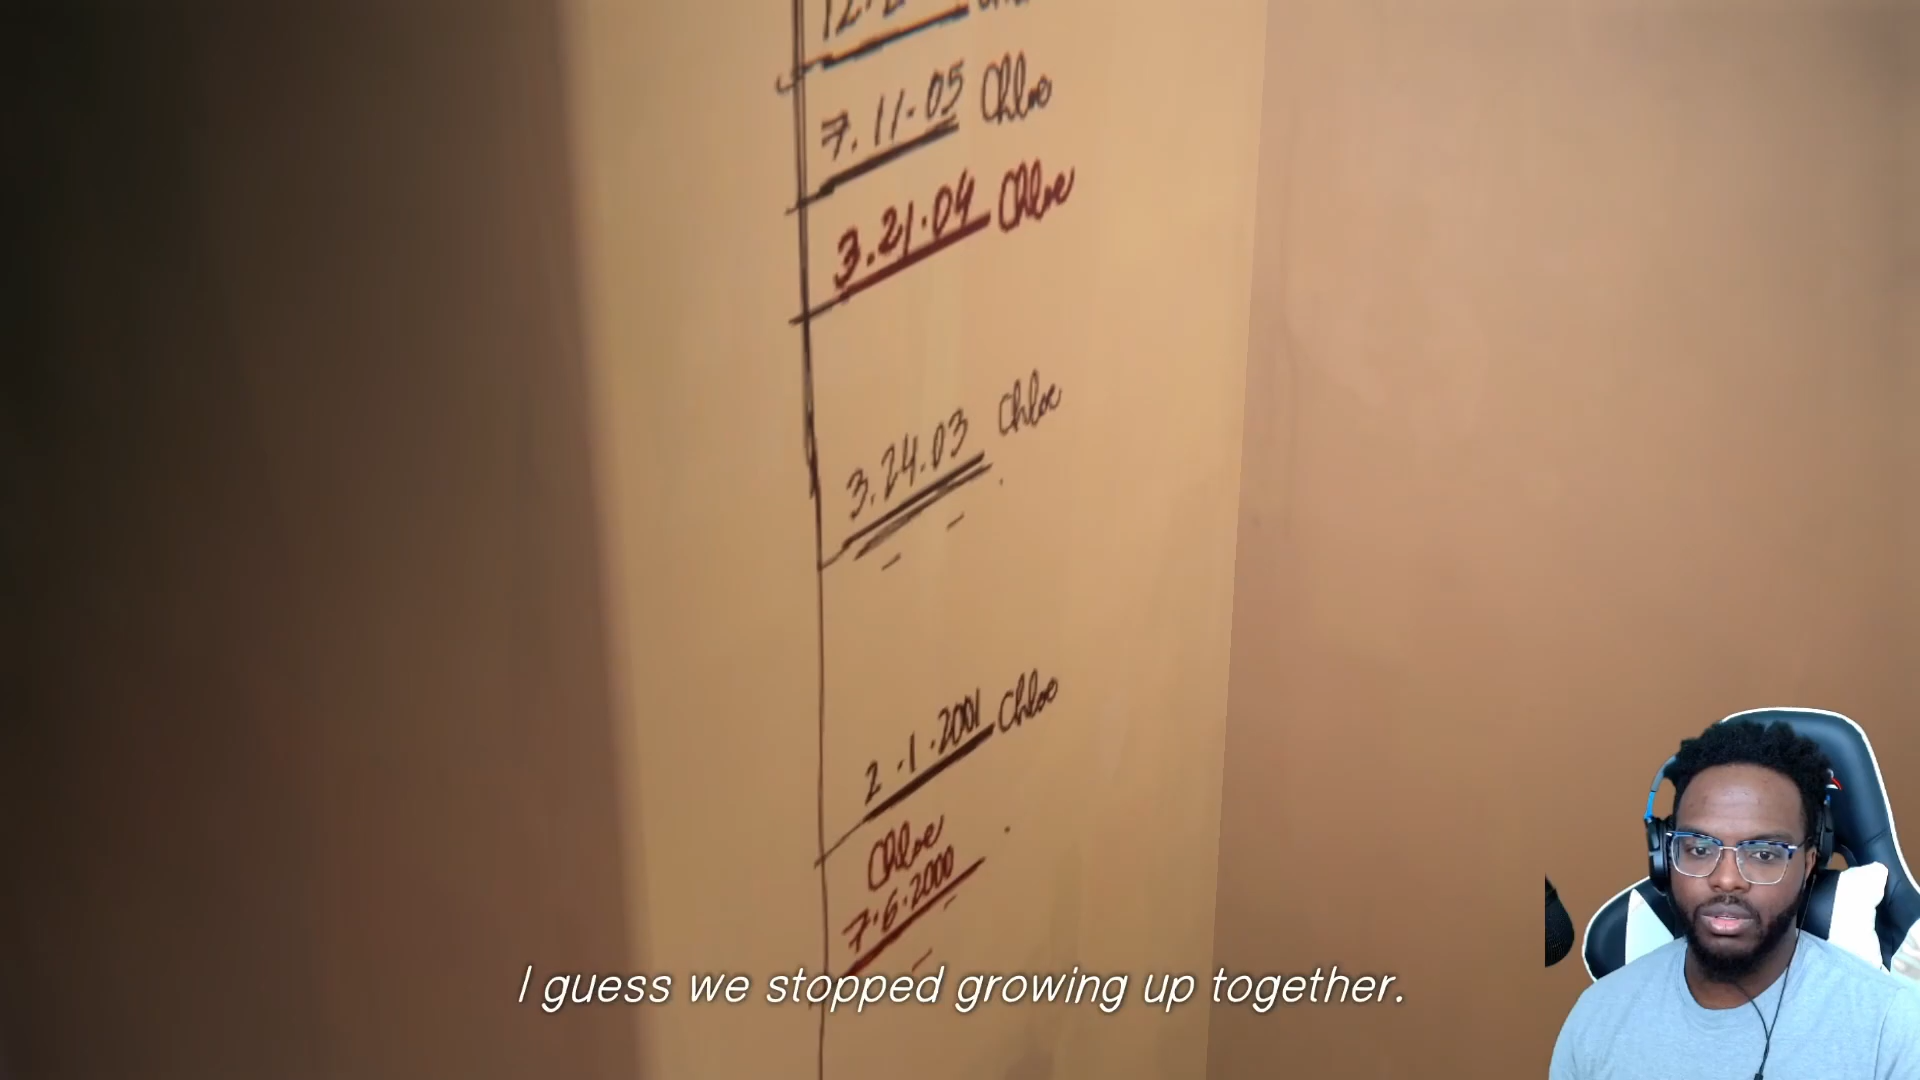 7.11.05 Chloe
3.21.04 Chloe
3.24.03 Chloe
2.1.2001 Chloe
Chloe
7.6.2000
I guess we stopped growing up together.